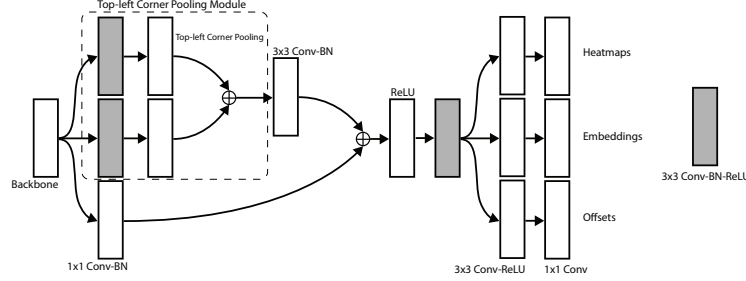 Top-left Corner Pooling Module
Top-left Corner Pooling
3x3 Conv-BN
Backbone
1x1 Conv-BN
ReLU
Heatmaps
Embeddings
Offsets
3x3 Conv-ReLU
1x1 Conv
3x3 Conv-BN-ReLU